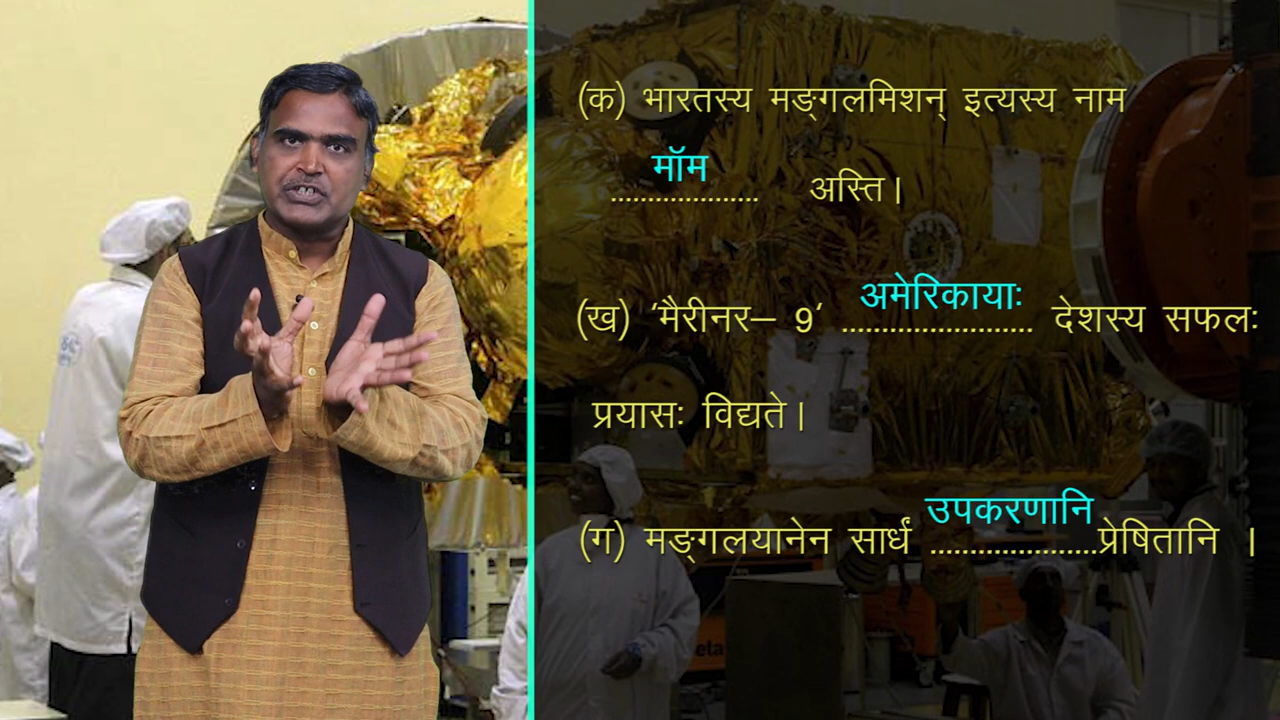 (क) भारतस्य मङ्गलमिशन् इत्यस्य नाम
मॉम
.................... अस्ति।
अमेरिकायाः
(ख) ‘मैरीनर– 9‘ ......................... देशस्य सफलः
प्रयासः विद्यते।
उपकरणानि
(ग) मङ्गलयानेन सार्धं ......................प्रेषितानि ।